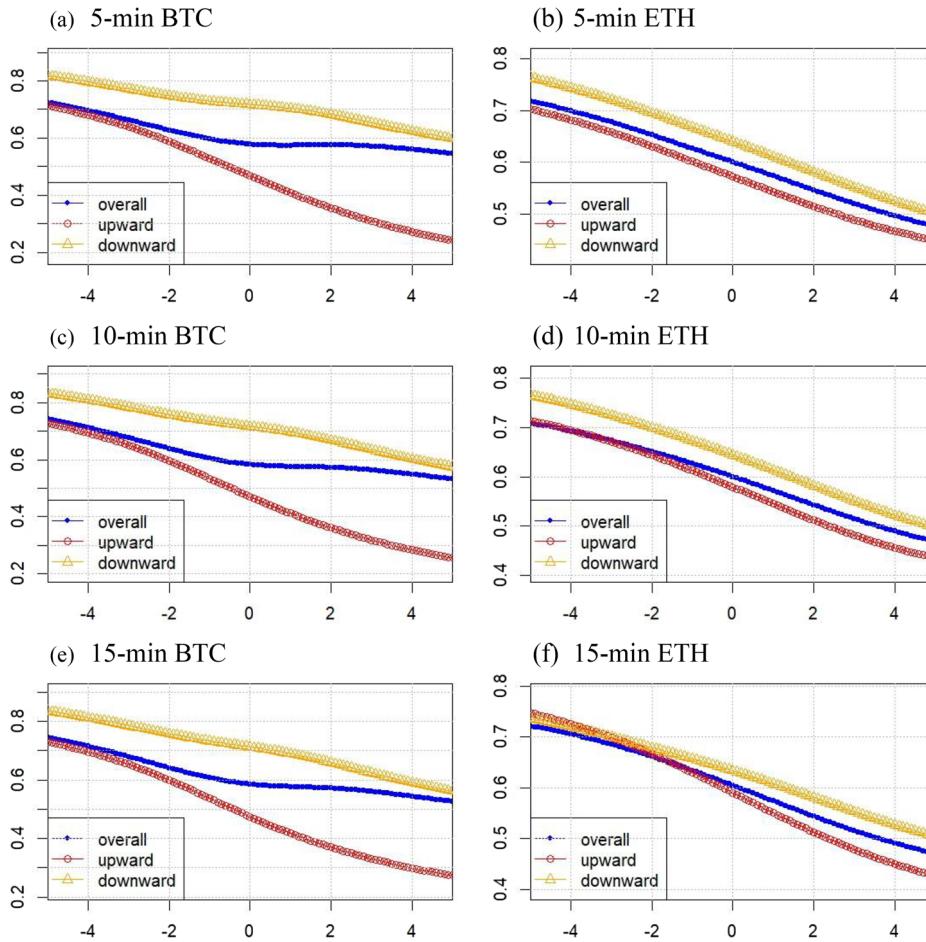 (a) 5-min BTC
0.2 0.4 0.6 0.8
overall
upward
downward
-4 -2 0 2 4
(b) 5-min ETH
0.5 0.6 0.7 0.8
overall
upward
downward
-4 -2 0 2 4
(c) 10-min BTC
0.2 0.4 0.6 0.8
overall
upward
downward
-4 -2 0 2 4
(d) 10-min ETH
0.4 0.5 0.6 0.7 0.8
overall
upward
downward
-4 -2 0 2 4
(e) 15-min BTC
0.2 0.4 0.6 0.8
overall
upward
downward
-4 -2 0 2 4
(f) 15-min ETH
0.4 0.5 0.6 0.7 0.8
overall
upward
downward
-4 -2 0 2 4